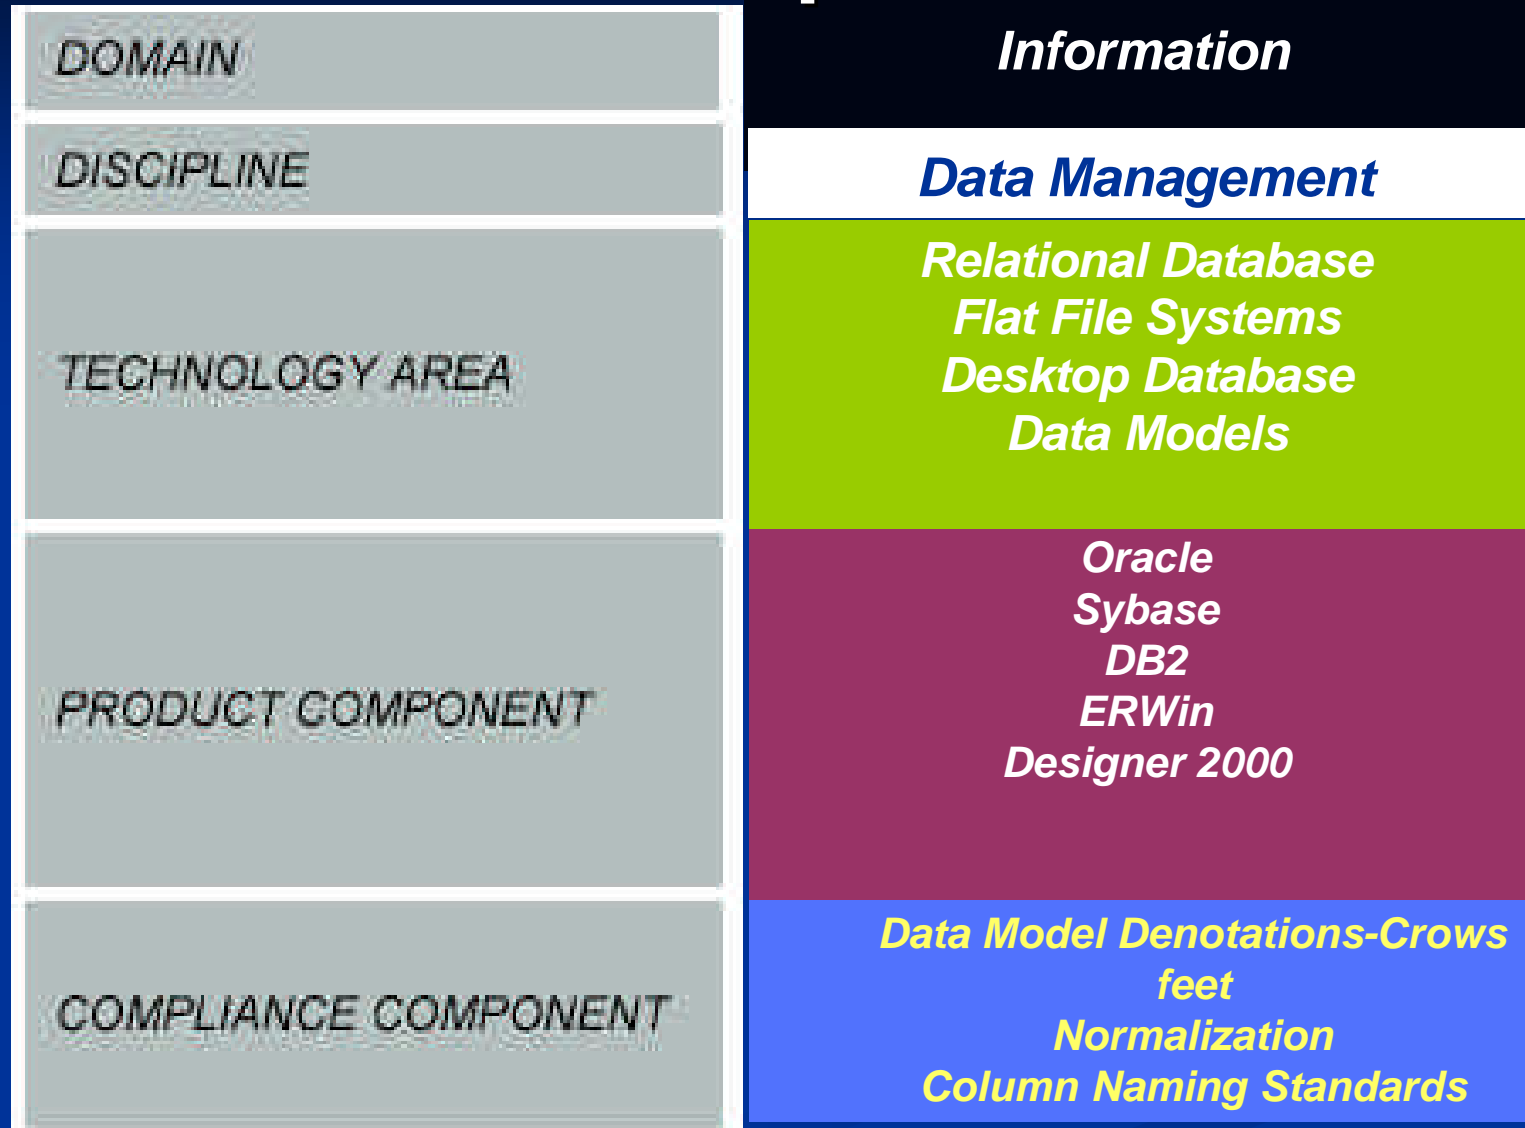 DOMAIN
Information
DISCIPLINE
Data Management
TECHNOLOGY AREA
Relational Database
Flat File Systems
Desktop Database
Data Models
PRODUCT COMPONENT
Oracle
Sybase
DB2
ERWin
Designer 2000
COMPLIANCE COMPONENT
Data Model Denotations-Crows
feet
Normalization
Column Naming Standards